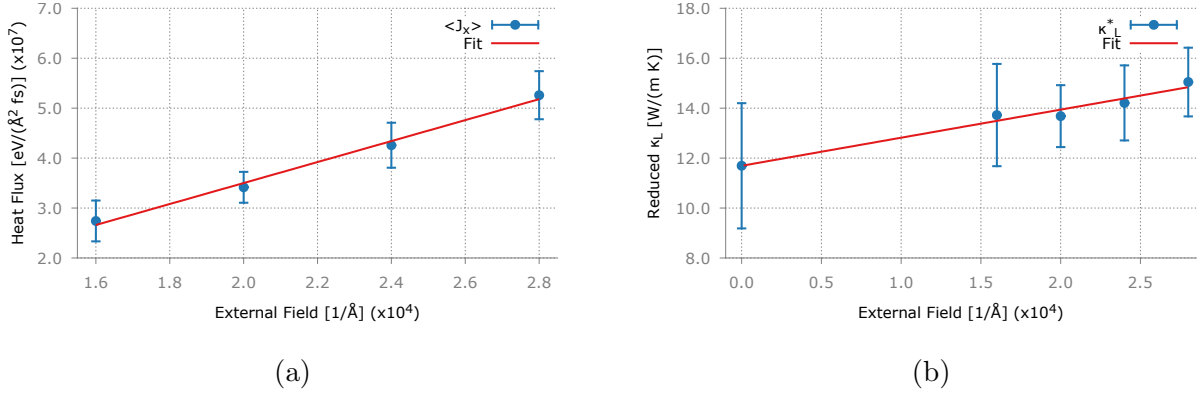 7.0
6.0
5.0
4.0
3.0
2.0
Heat Flux [eV/(Å² fs)] (x10⁷)
<Jₓ>
Fit
1.6 1.8 2.0 2.2 2.4 2.6 2.8
External Field [1/Å] (x10⁴)
(a)
18.0
16.0
14.0
12.0
10.0
8.0
Reduced κ_L [W/(m K)]
κ*_L
Fit
0.0 0.5 1.0 1.5 2.0 2.5
External Field [1/Å] (x10⁴)
(b)